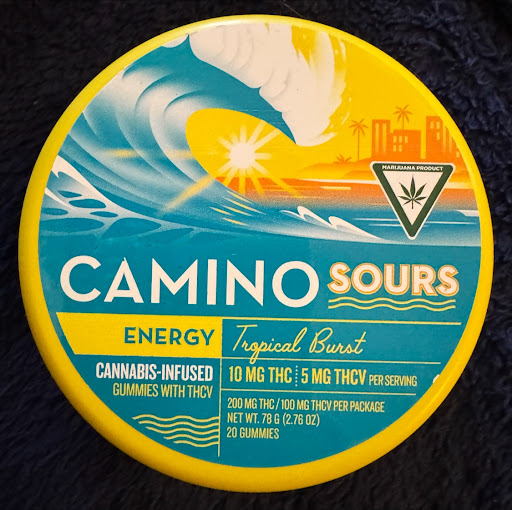 MARIJUANA PRODUCT
CAMINO SOURS
ENERGY
Tropical Burst
CANNABIS-INFUSED
GUMMIES WITH THCV
10 MG THC 5 MG THCV PER SERVING
200 MG THC/100 MG THCV PER PACKAGE
NET WT. 78 G (2.76 OZ)
20 GUMMIES